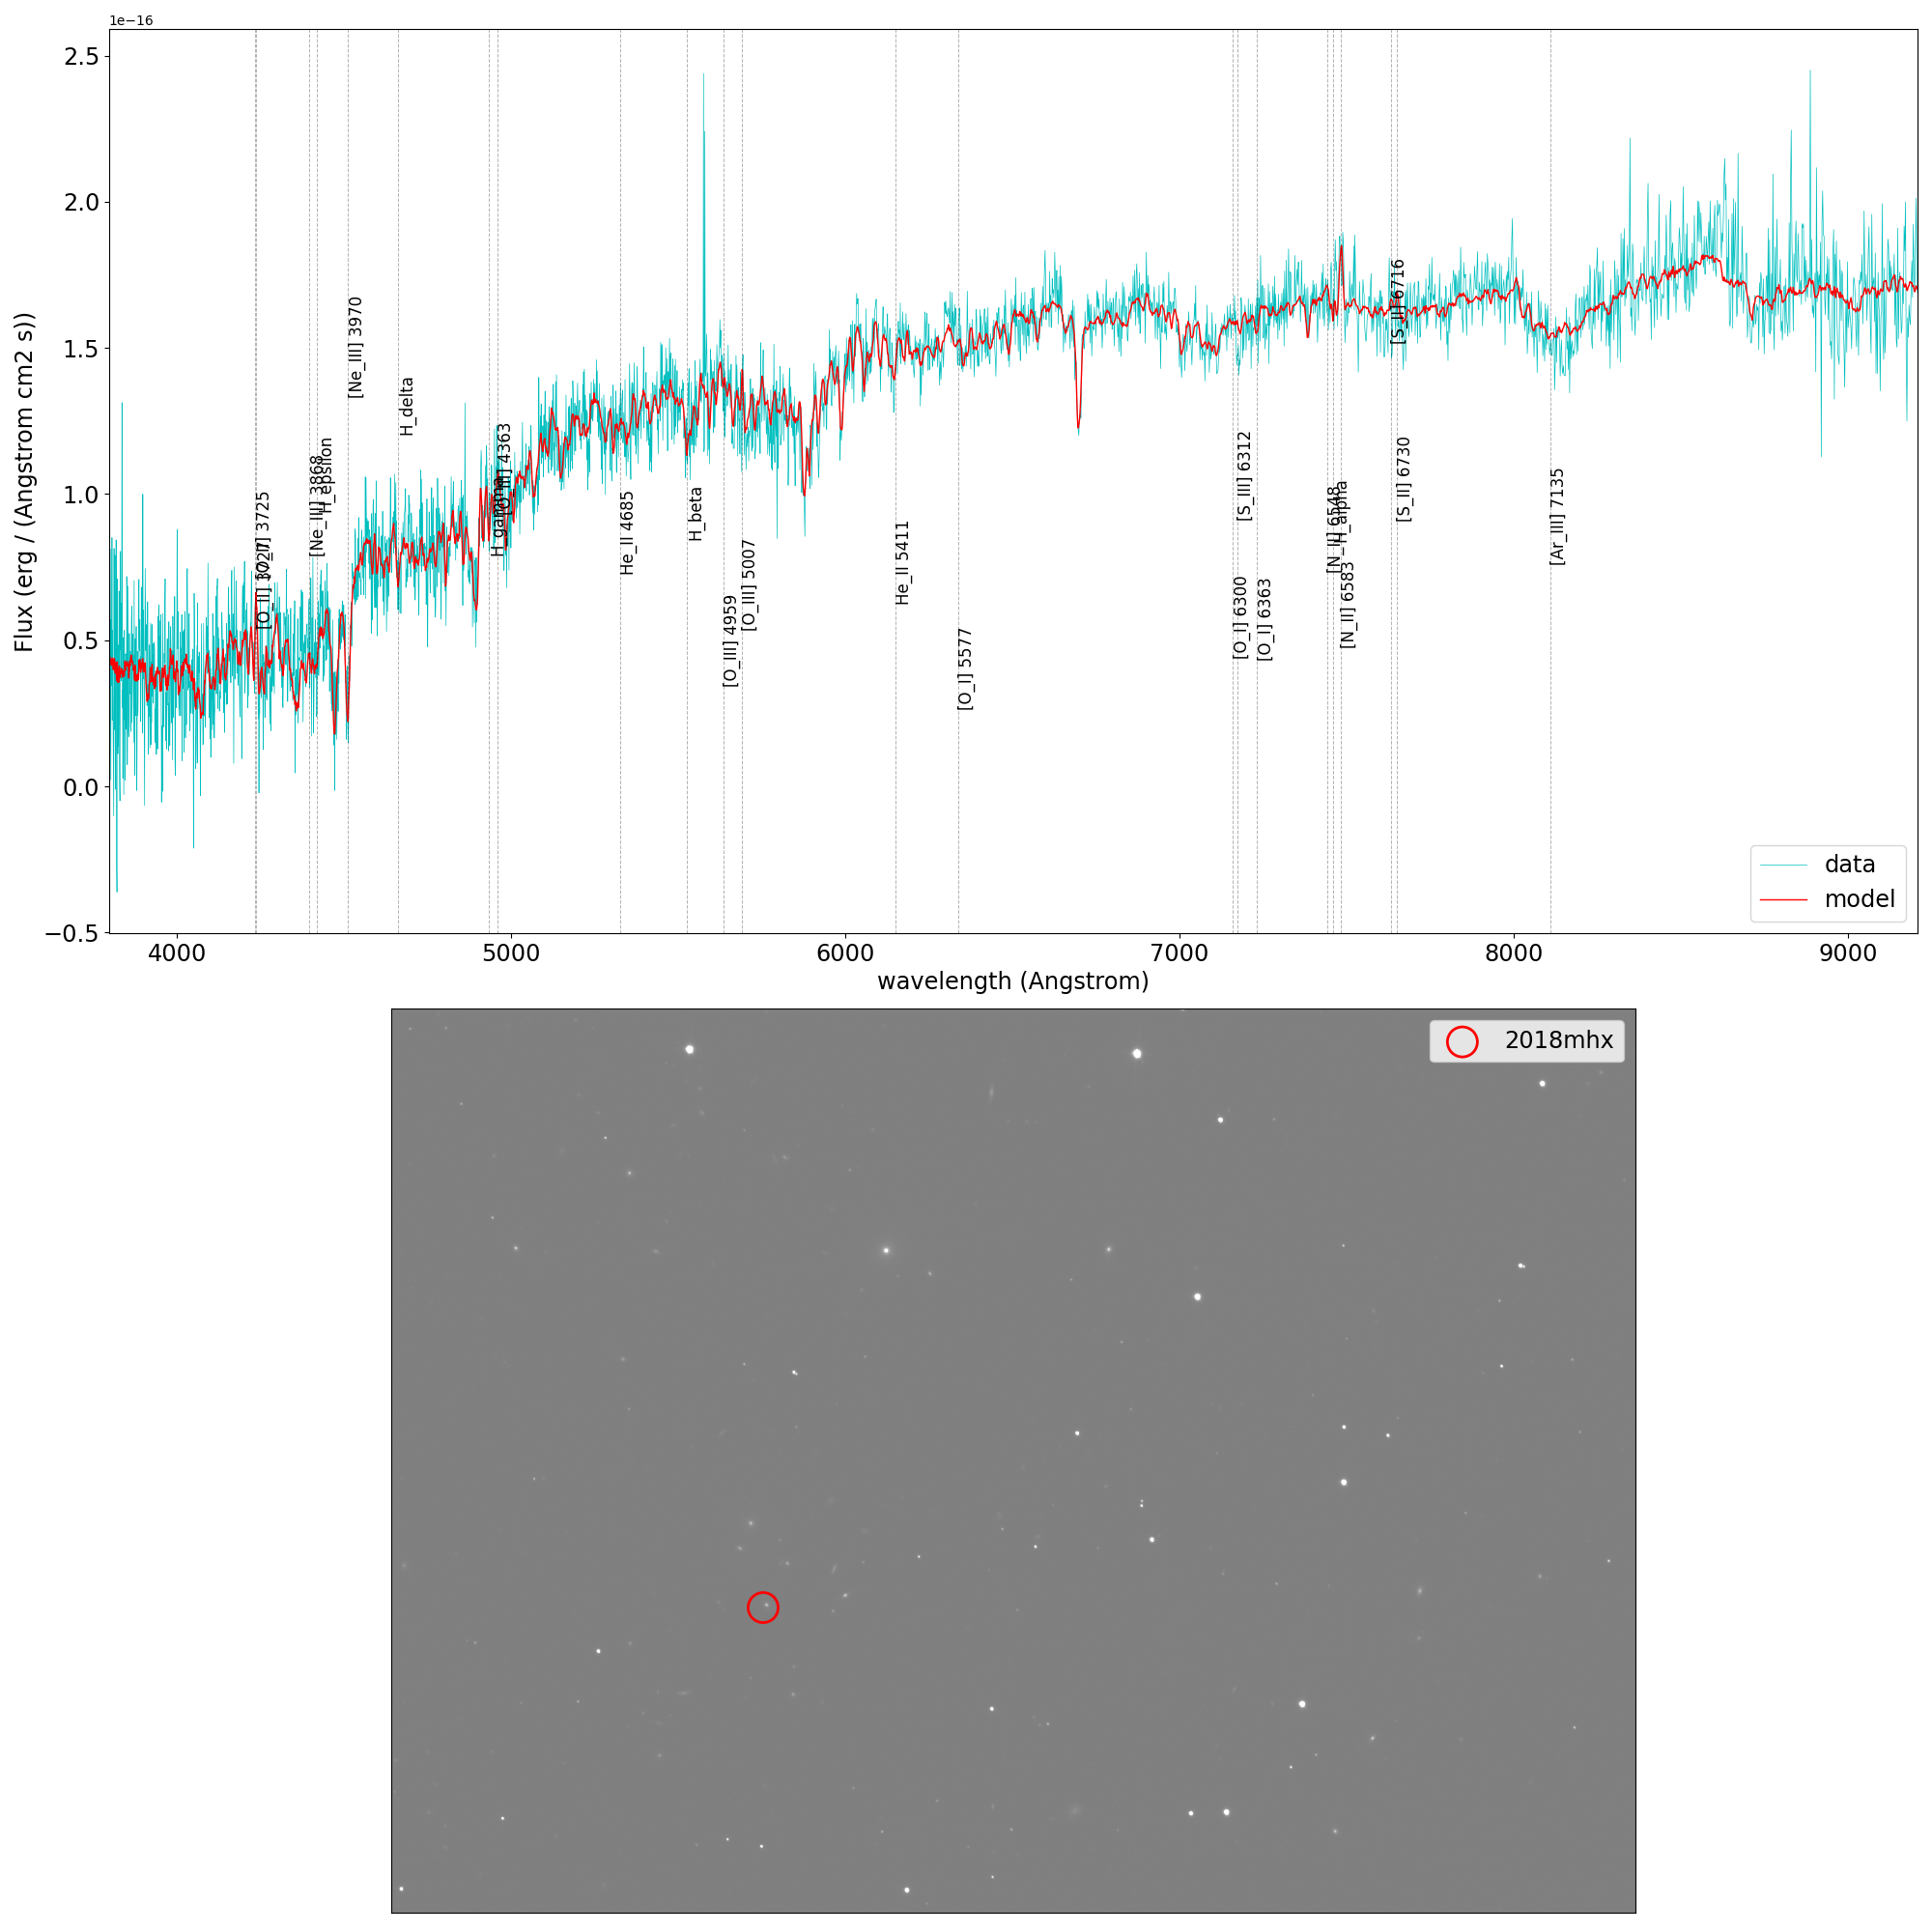 1e−16
Flux (erg / (Angstrom cm2 s))
2.5
2.0
1.5
1.0
0.5
0.0
−0.5
[O_II] 3725
[Ne_III] 3868
H_epsilon
[Ne_III] 3970
H_delta
H_gamma
[O_III] 4363
He_II 4685
H_beta
[O_III] 4959
[O_III] 5007
He_II 5411
[O_I] 5577
[O_I] 6300
[S_III] 6312
[O_I] 6363
[N_II] 6548
H_alpha
[N_II] 6583
[S_II] 6716
[S_II] 6730
[Ar_III] 7135
data
model
4000 5000 6000 7000 8000 9000
wavelength (Angstrom)
2018mhx